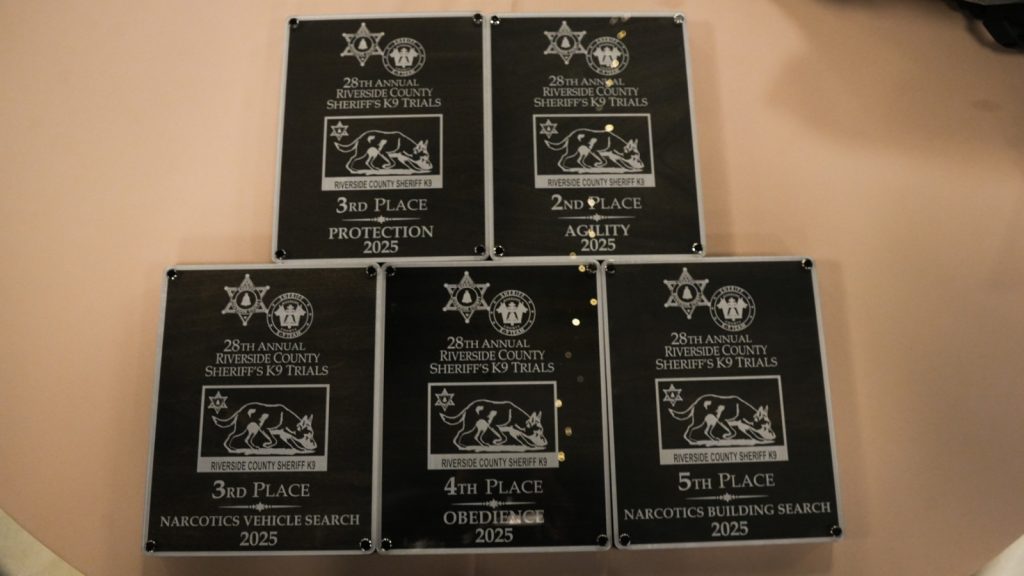 28TH ANNUAL
RIVERSIDE COUNTY
SHERIFF'S K9 TRIALS
RIVERSIDE COUNTY SHERIFF K9
3RD PLACE
PROTECTION
2025
28TH ANNUAL
RIVERSIDE COUNTY
SHERIFF'S K9 TRIALS
RIVERSIDE COUNTY SHERIFF K9
2ND PLACE
AGILITY
2025
28TH ANNUAL
RIVERSIDE COUNTY
SHERIFF'S K9 TRIALS
RIVERSIDE COUNTY SHERIFF K9
3RD PLACE
NARCOTICS VEHICLE SEARCH
2025
28TH ANNUAL
RIVERSIDE COUNTY
SHERIFF'S K9 TRIALS
RIVERSIDE COUNTY SHERIFF K9
4TH PLACE
OBEDIENCE
2025
28TH ANNUAL
RIVERSIDE COUNTY
SHERIFF'S K9 TRIALS
RIVERSIDE COUNTY SHERIFF K9
5TH PLACE
NARCOTICS BUILDING SEARCH
2025